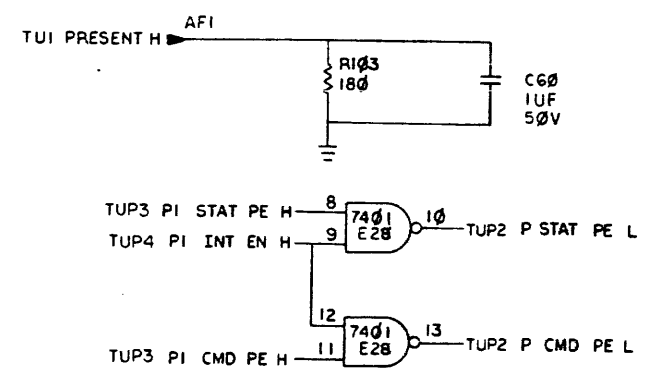 AF1
TU1 PRESENT H
R1Ø3
18Ø
C6Ø
1UF
5ØV
TUP3 P1 STAT PE H
8
74Ø1
E28
1Ø
TUP2 P STAT PE L
TUP4 P1 INT EN H
9
12
74Ø1
E28
13
TUP2 P CMD PE L
TUP3 P1 CMD PE H
11